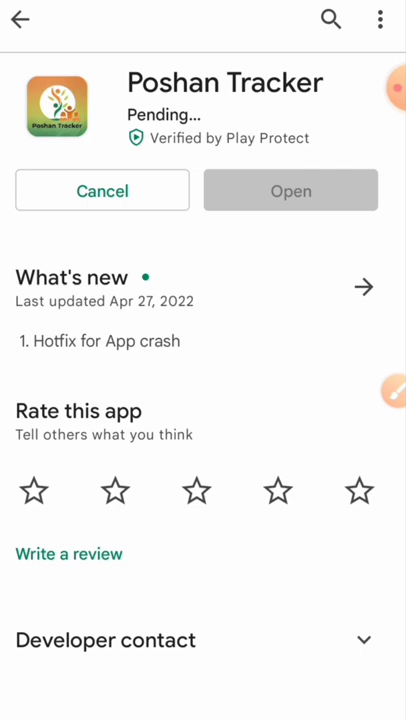 Poshan Tracker
Poshan Tracker
Pending...
Verified by Play Protect
Cancel
Open
What's new
Last updated Apr 27, 2022
1. Hotfix for App crash
Rate this app
Tell others what you think
Write a review
Developer contact